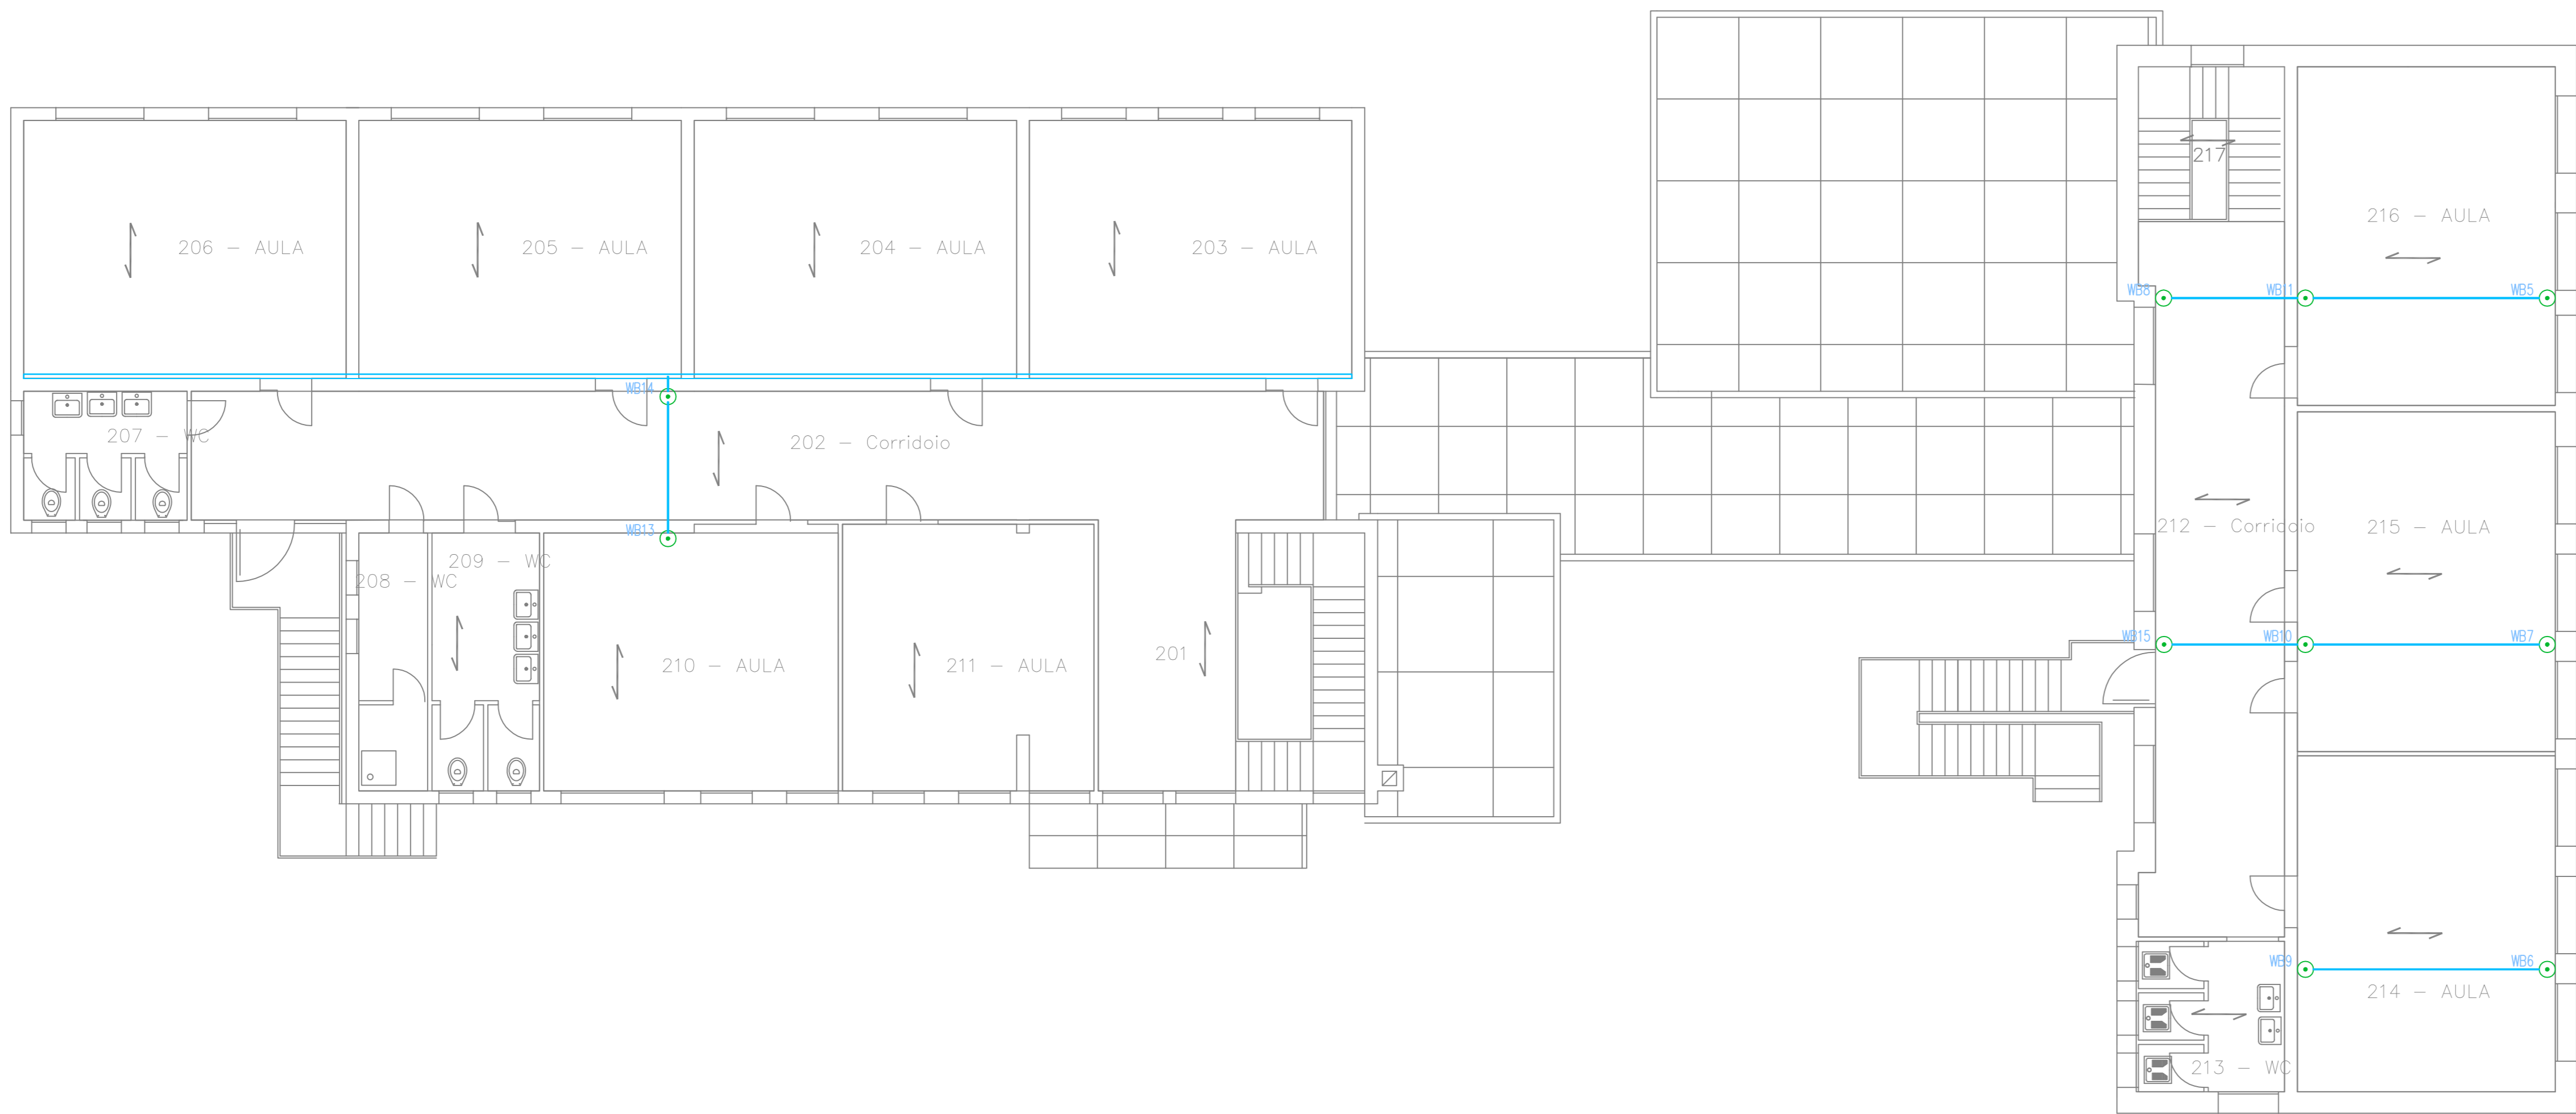 217
216 - AULA
206 - AULA
205 - AULA
204 - AULA
203 - AULA
WB8
WB11
WB5
WB14
207 - WC
202 - Corridoio
212 - Corridoio
215 - AULA
WB13
209 - WC
208 - WC
WB15
WB10
WB7
201
210 - AULA
211 - AULA
WB9
WB6
214 - AULA
213 - WC